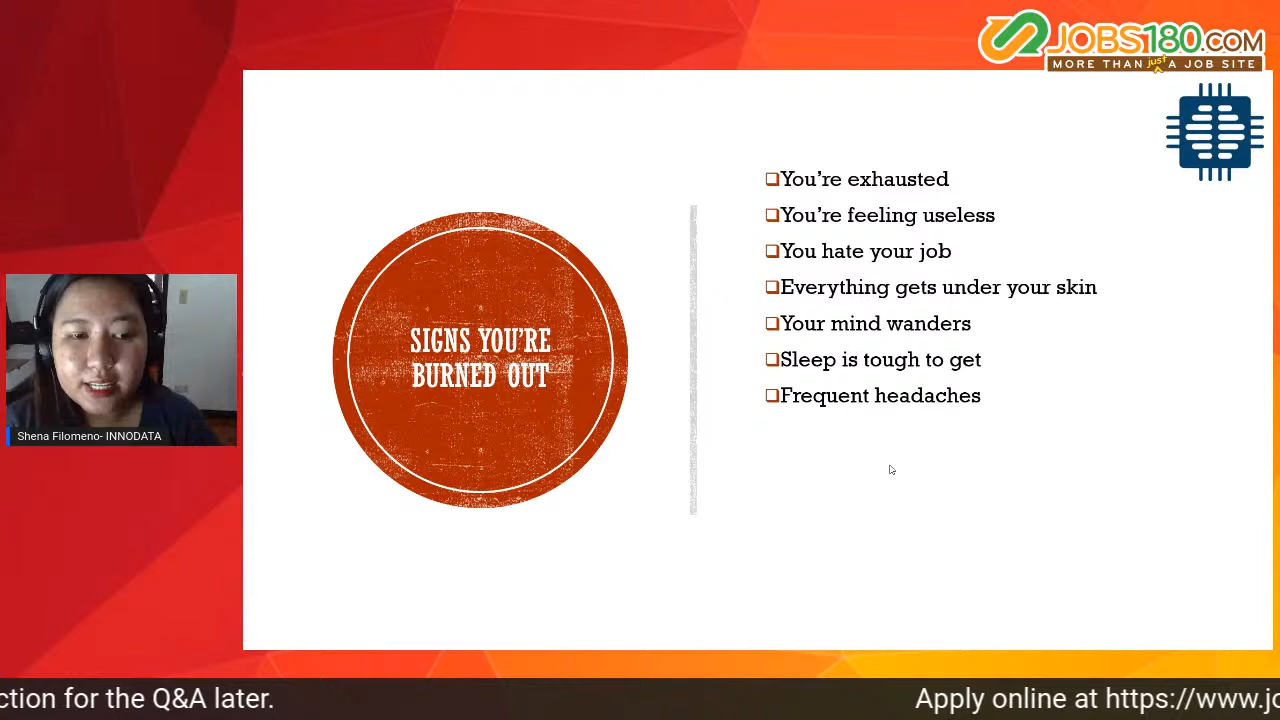 JOBS180.COM
MORE THAN just A JOB SITE
You're exhausted
You're feeling useless
You hate your job
Everything gets under your skin
Your mind wanders
Sleep is tough to get
Frequent headaches
SIGNS YOU'RE
BURNED OUT
Shena Filomeno- INNODATA
ction for the Q&A later.
Apply online at https://www.jo